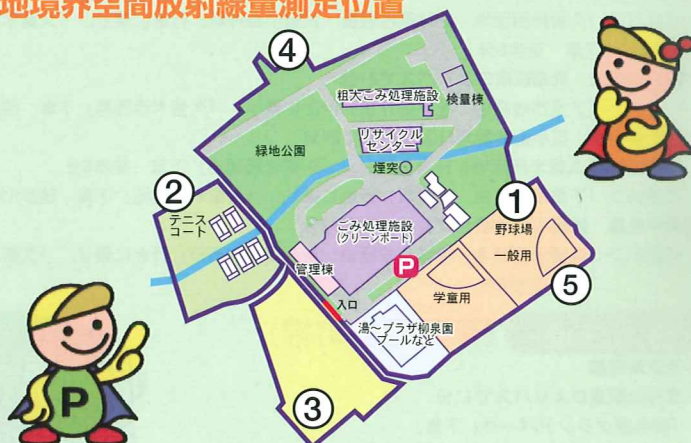 地境界空間放射線量測定位置
④
粗大ごみ処理施設
検量棟
リサイクル
センター
緑地公園
煙突〇
②
テニス
コート
①
ごみ処理施設
(クリーンポート)
野球場
一般用
管理棟
P
⑤
学童用
入口
湯～プラザ柳泉園
プールなど
③
P